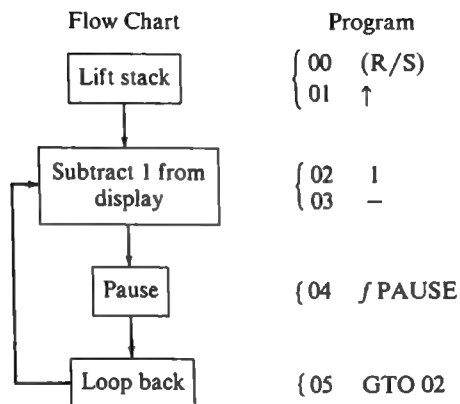 Flow Chart Program
Lift stack { 00 (R/S)
01 ↑
Subtract 1 from { 02 1
display 03 −
Pause { 04 f PAUSE
Loop back { 05 GTO 02